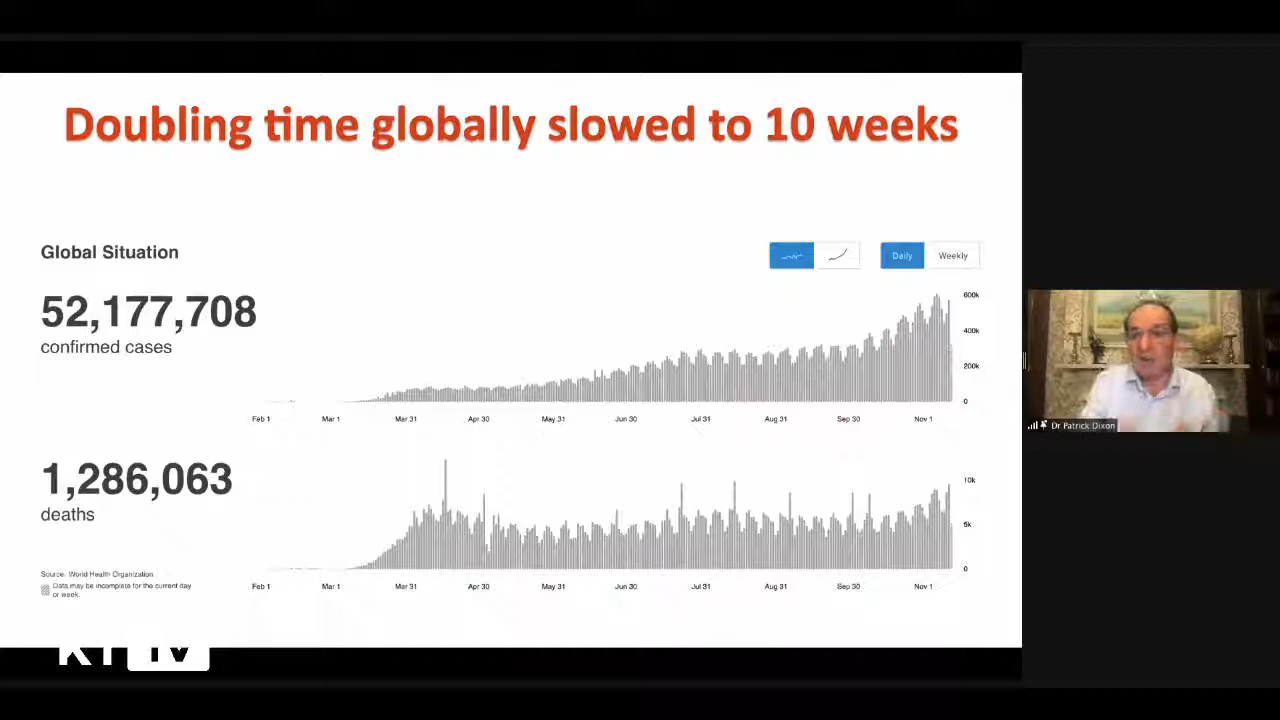 Doubling time globally slowed to 10 weeks
Global Situation
Daily
Weekly
52,177,708
confirmed cases
600k
400k
200k
0
Feb 1
Mar 1
Mar 31
Apr 30
May 31
Jun 30
Jul 31
Aug 31
Sep 30
Nov 1
1,286,063
deaths
10k
5k
0
Source: World Health Organization
Data may be incomplete for the current day
or week.
Feb 1
Mar 1
Mar 31
Apr 30
May 31
Jun 30
Jul 31
Aug 31
Sep 30
Nov 1
Dr Patrick Dixon